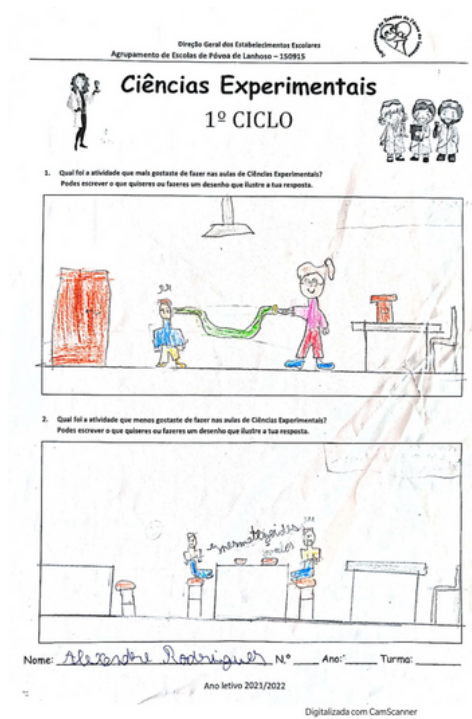 Direção Geral dos Estabelecimentos Escolares
Agrupamento de Escolas de Póvoa de Lanhoso – 150915
Ciências Experimentais
1º CICLO
1. Qual foi a atividade que mais gostaste de fazer nas aulas de Ciências Experimentais?
Podes escrever o que quiseres ou fazeres um desenho que ilustre a tua resposta.
2. Qual foi a atividade que menos gostaste de fazer nas aulas de Ciências Experimentais?
Podes escrever o que quiseres ou fazeres um desenho que ilustre a tua resposta.
Nome: Alexandre Rodrigues N.º ____ Ano: ____ Turma: ____
Ano letivo 2021/2022
Digitalizada com CamScanner